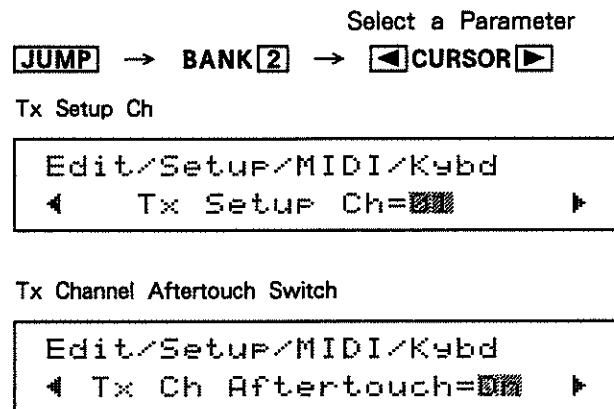 Select a Parameter
JUMP → BANK 2 → ◀ CURSOR ▶
Tx Setup Ch
Edit/Setup/MIDI/Kybd
◀ Tx Setup Ch=01 ▶
Tx Channel Aftertouch Switch
Edit/Setup/MIDI/Kybd
◀ Tx Ch Aftertouch=On ▶